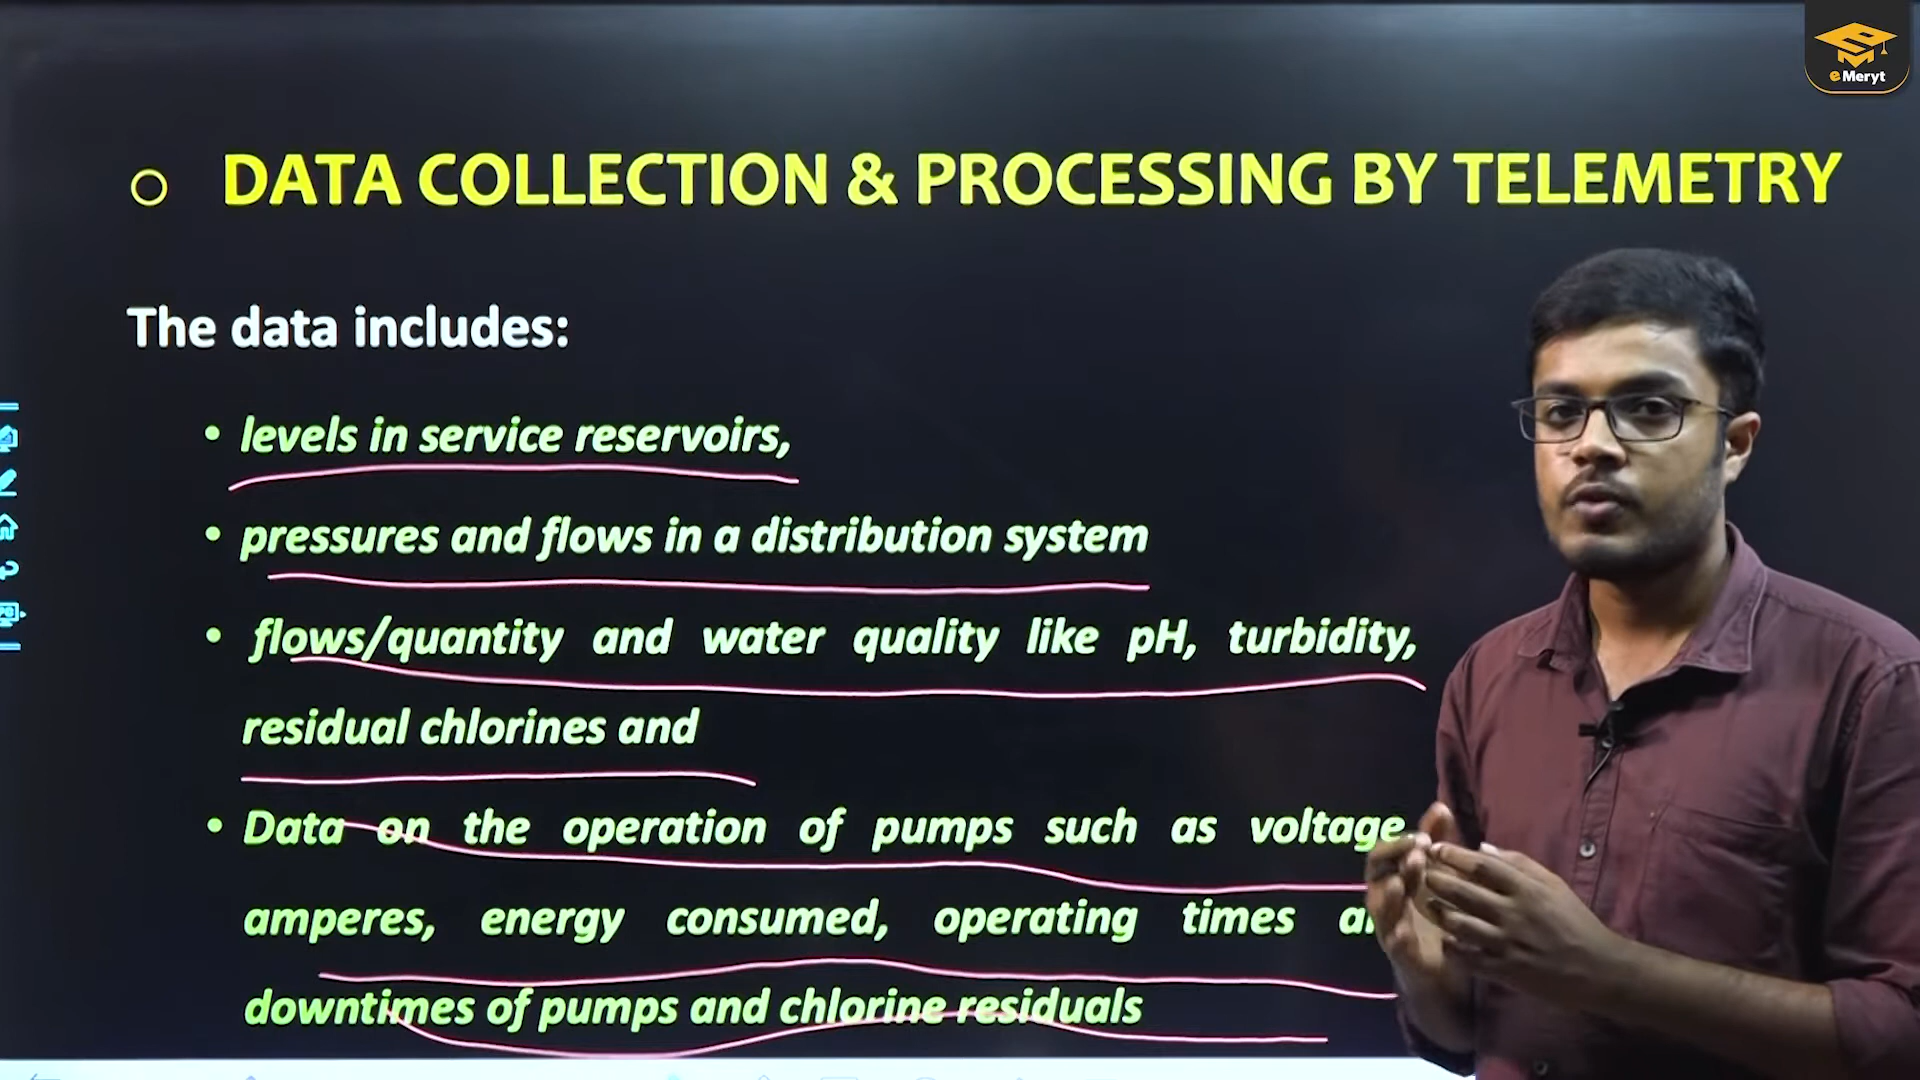 eMeryt
DATA COLLECTION & PROCESSING BY TELEMETRY
The data includes:
• levels in service reservoirs,
• pressures and flows in a distribution system
• flows/quantity and water quality like pH, turbidity,
residual chlorines and
• Data on the operation of pumps such as voltage,
amperes, energy consumed, operating times
downtimes of pumps and chlorine residuals